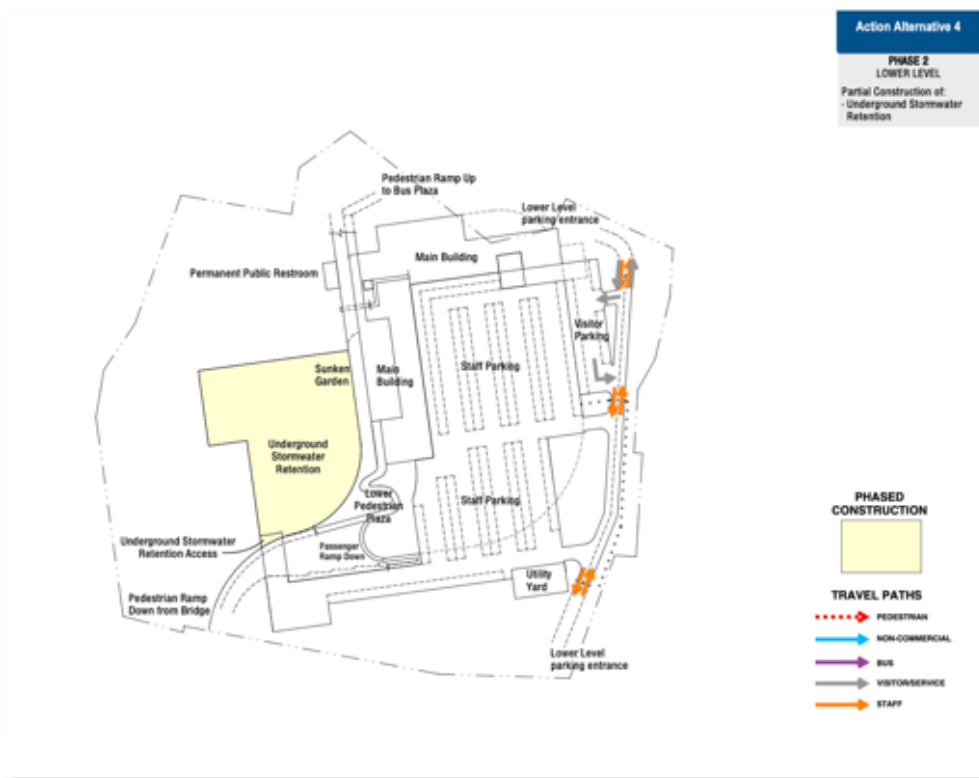 Action Alternative 4
PHASE 2
LOWER LEVEL
Partial Construction of:
- Underground Stormwater
Retention
Pedestrian Ramp Up
to Bus Plaza
Lower Level
parking entrance
Main Building
Permanent Public Restroom
Visitor
Parking
Sunken
Garden
Main
Building
Staff Parking
Underground
Stormwater
Retention
Lower
Pedestrian
Plaza
Staff Parking
Underground Stormwater
Retention Access
Passenger
Ramp Down
Utility
Yard
Pedestrian Ramp
Down from Bridge
Lower Level
parking entrance
PHASED
CONSTRUCTION
TRAVEL PATHS
PEDESTRIAN
NON-COMMERCIAL
BUS
VISITOR/SERVICE
STAFF